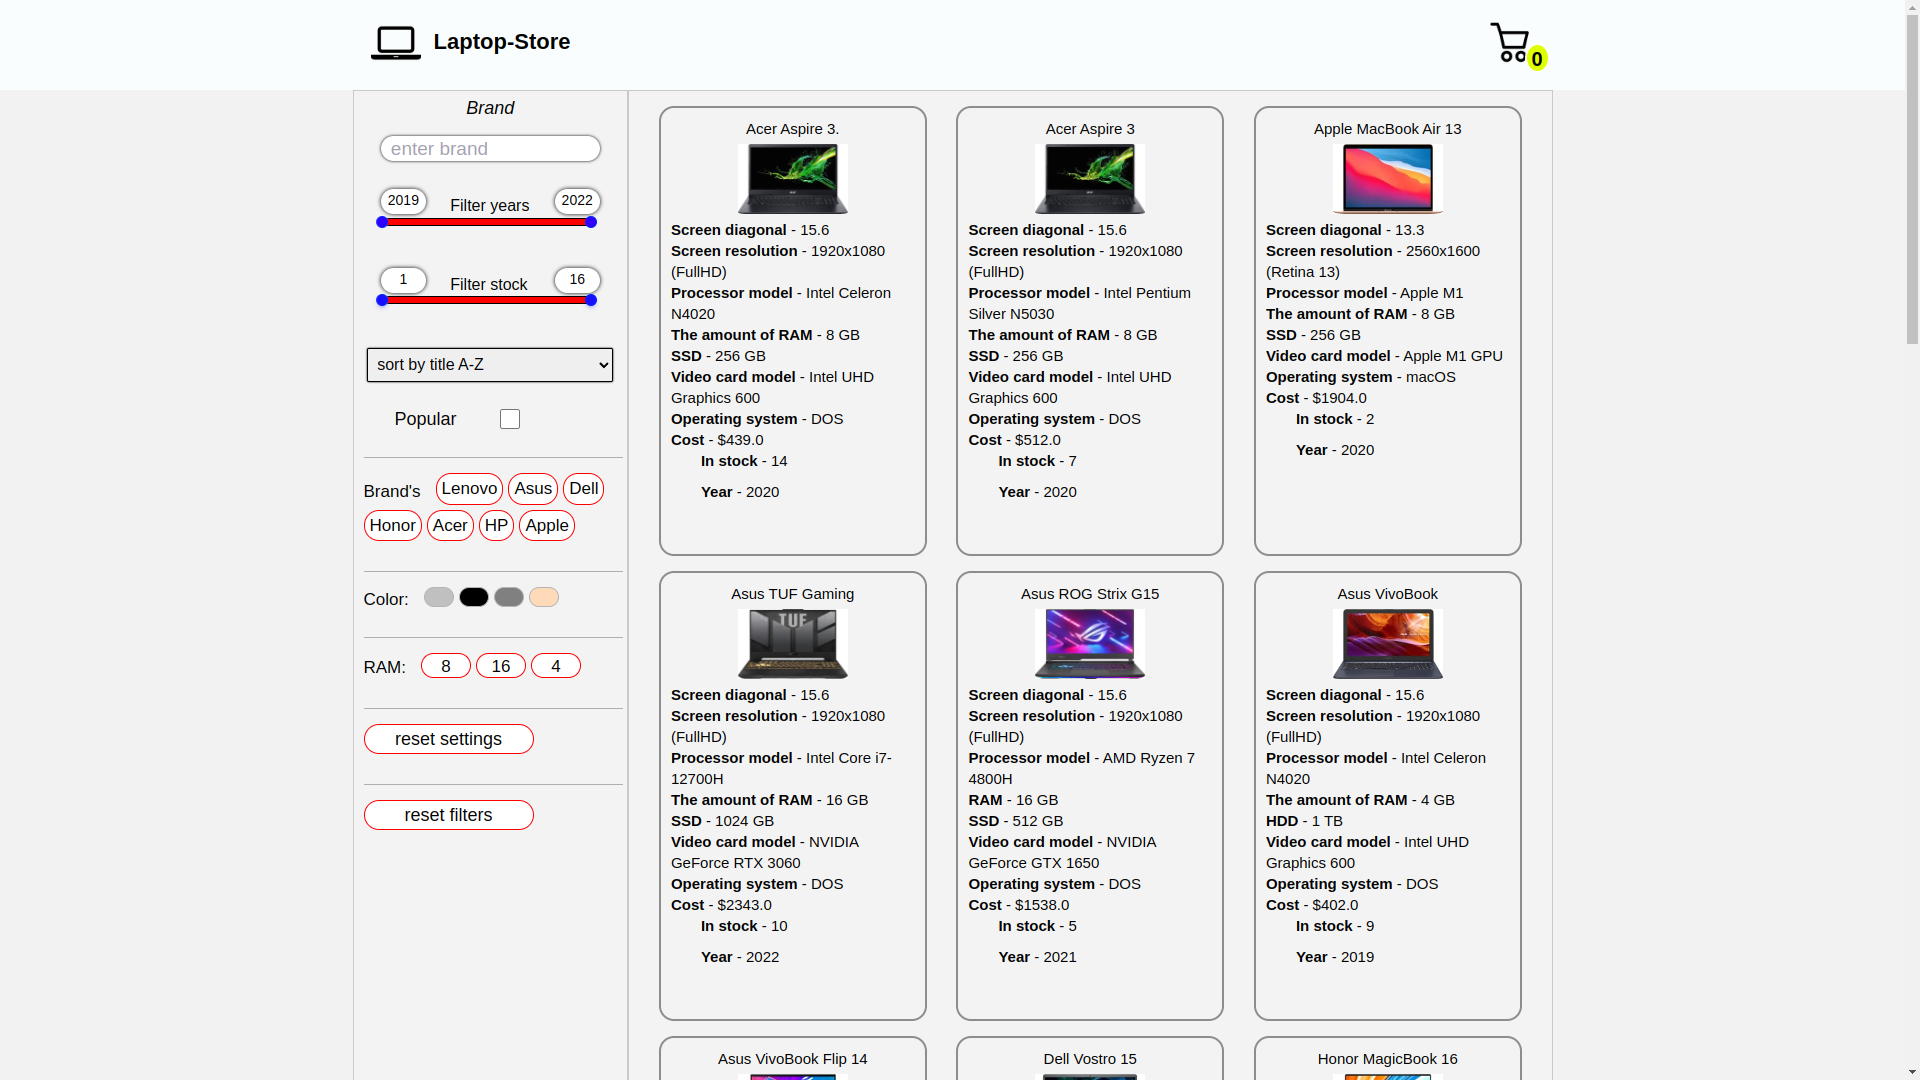 Laptop-Store
0
Brand
enter brand
2019
Filter years
2022
1
Filter stock
16
sort by title A-Z
Popular
Brand's
Lenovo
Asus
Dell
Honor
Acer
HP
Apple
Color:
RAM:
8
16
4
reset settings
reset filters
Acer Aspire 3.
Screen diagonal - 15.6
Screen resolution - 1920x1080
(FullHD)
Processor model - Intel Celeron
N4020
The amount of RAM - 8 GB
SSD - 256 GB
Video card model - Intel UHD
Graphics 600
Operating system - DOS
Cost - $439.0
In stock - 14
Year - 2020
Acer Aspire 3
Screen diagonal - 15.6
Screen resolution - 1920x1080
(FullHD)
Processor model - Intel Pentium
Silver N5030
The amount of RAM - 8 GB
SSD - 256 GB
Video card model - Intel UHD
Graphics 600
Operating system - DOS
Cost - $512.0
In stock - 7
Year - 2020
Apple MacBook Air 13
Screen diagonal - 13.3
Screen resolution - 2560x1600
(Retina 13)
Processor model - Apple M1
The amount of RAM - 8 GB
SSD - 256 GB
Video card model - Apple M1 GPU
Operating system - macOS
Cost - $1904.0
In stock - 2
Year - 2020
Asus TUF Gaming
TUF
Screen diagonal - 15.6
Screen resolution - 1920x1080
(FullHD)
Processor model - Intel Core i7-
12700H
The amount of RAM - 16 GB
SSD - 1024 GB
Video card model - NVIDIA
GeForce RTX 3060
Operating system - DOS
Cost - $2343.0
In stock - 10
Year - 2022
Asus ROG Strix G15
Screen diagonal - 15.6
Screen resolution - 1920x1080
(FullHD)
Processor model - AMD Ryzen 7
4800H
RAM - 16 GB
SSD - 512 GB
Video card model - NVIDIA
GeForce GTX 1650
Operating system - DOS
Cost - $1538.0
In stock - 5
Year - 2021
Asus VivoBook
Screen diagonal - 15.6
Screen resolution - 1920x1080
(FullHD)
Processor model - Intel Celeron
N4020
The amount of RAM - 4 GB
HDD - 1 TB
Video card model - Intel UHD
Graphics 600
Operating system - DOS
Cost - $402.0
In stock - 9
Year - 2019
Asus VivoBook Flip 14
Dell Vostro 15
Honor MagicBook 16